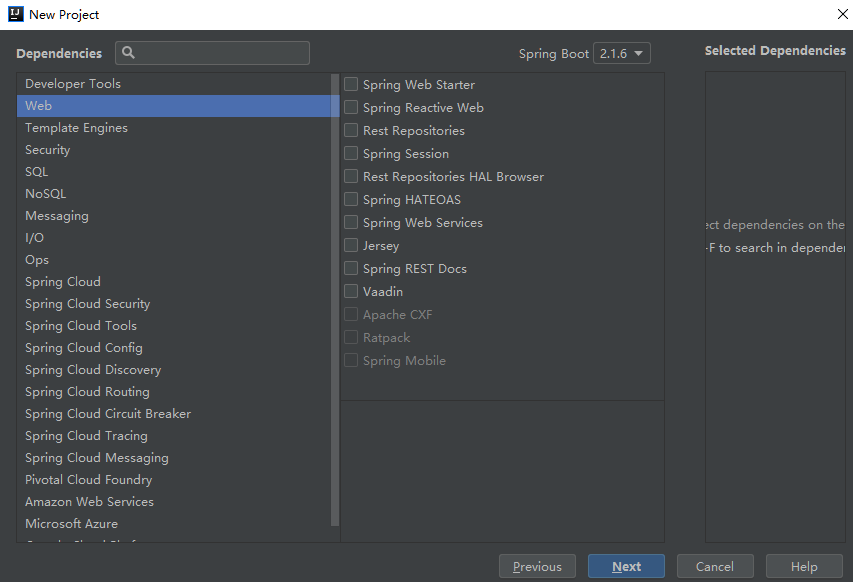 New Project
Dependencies
Spring Boot 2.1.6
Selected Dependencies
Developer Tools
Web
Template Engines
Security
SQL
NoSQL
Messaging
I/O
Ops
Spring Cloud
Spring Cloud Security
Spring Cloud Tools
Spring Cloud Config
Spring Cloud Discovery
Spring Cloud Routing
Spring Cloud Circuit Breaker
Spring Cloud Tracing
Spring Cloud Messaging
Pivotal Cloud Foundry
Amazon Web Services
Microsoft Azure
Spring Web Starter
Spring Reactive Web
Rest Repositories
Spring Session
Rest Repositories HAL Browser
Spring HATEOAS
Spring Web Services
Jersey
Spring REST Docs
Vaadin
Apache CXF
Ratpack
Spring Mobile
ect dependencies on the
-F to search in depender
Previous
Next
Cancel
Help